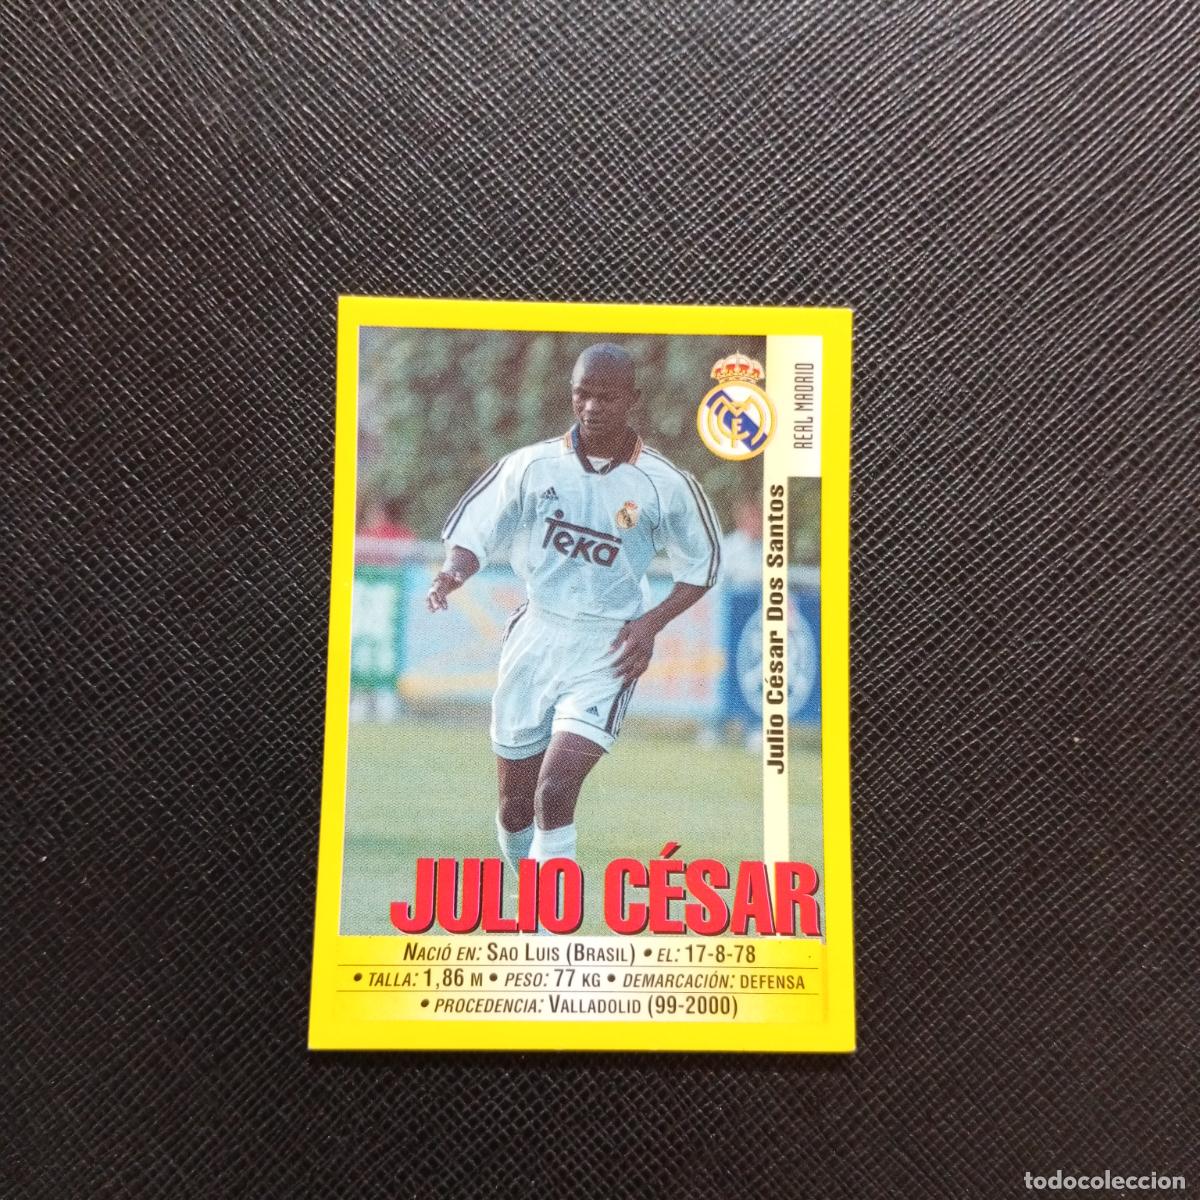 REAL MADRID
Julio César Dos Santos
adidas
Teka
JULIO CÉSAR
NACIÓ EN: SAO LUIS (BRASIL) • EL: 17-8-78
• TALLA: 1,86 M • PESO: 77 KG • DEMARCACIÓN: DEFENSA
• PROCEDENCIA: VALLADOLID (99-2000)
todocoleccion